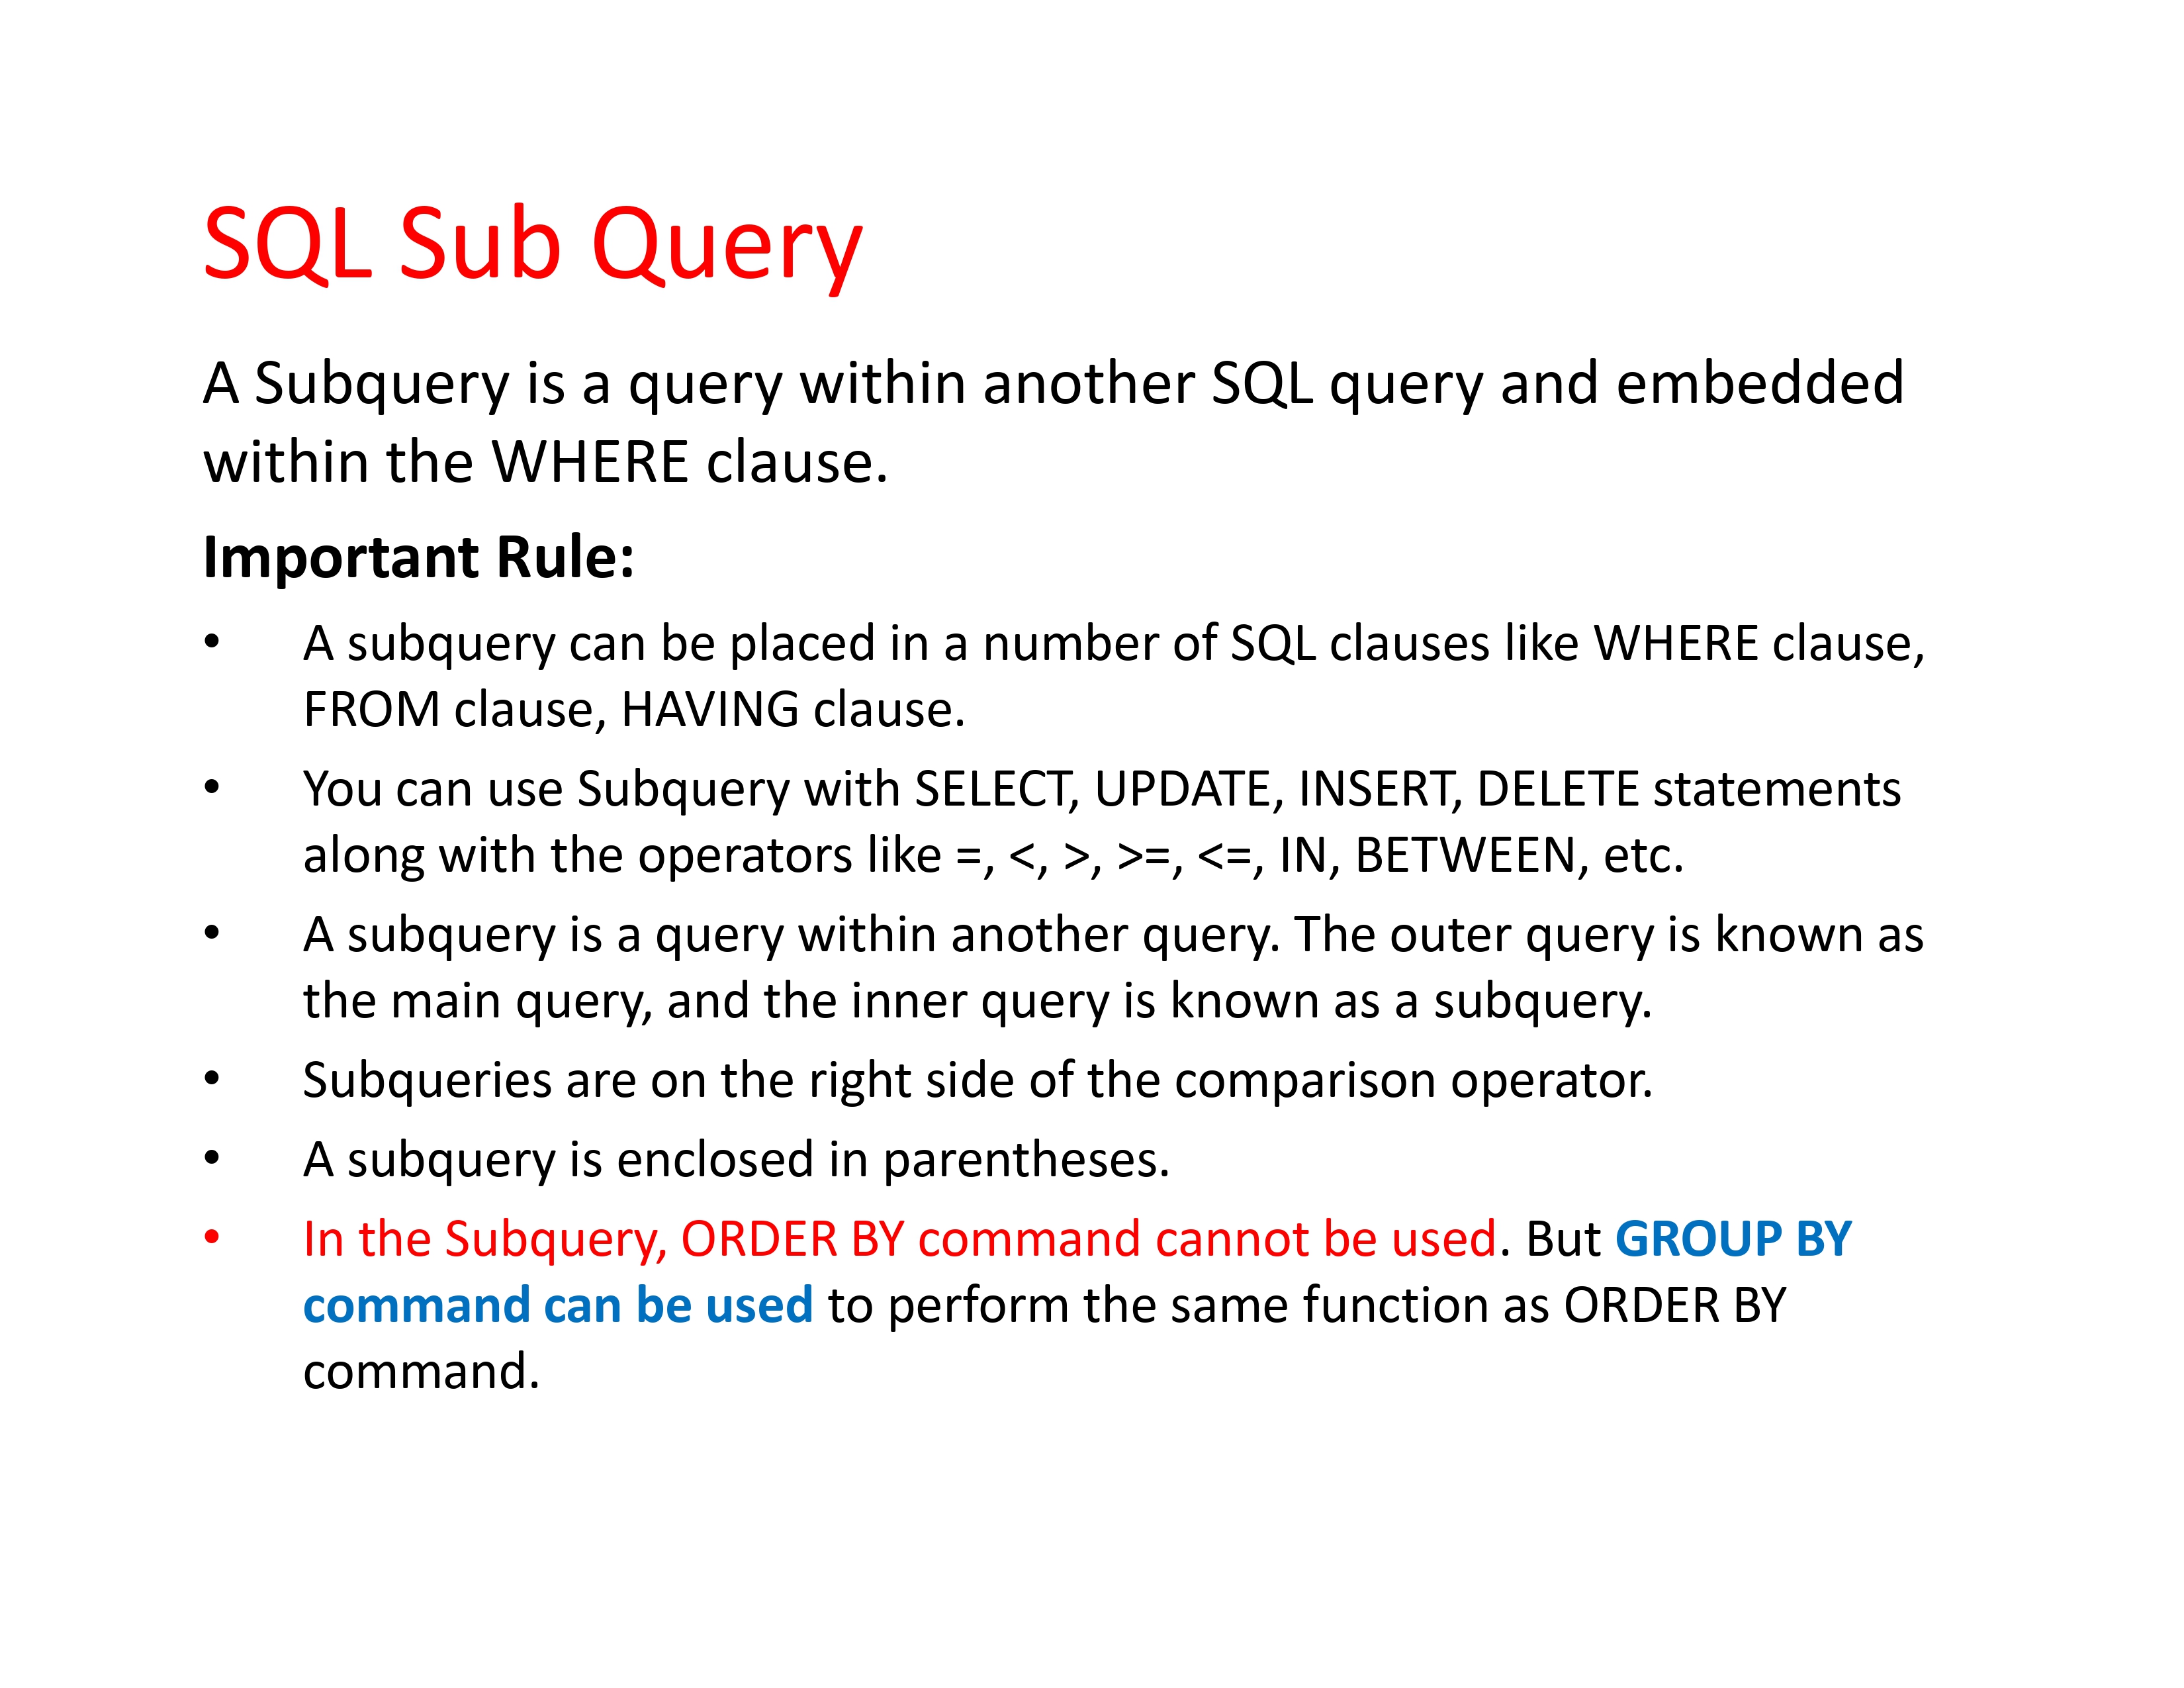 SQL Sub Query
A Subquery is a query within another SQL query and embedded
within the WHERE clause.
Important Rule:
• A subquery can be placed in a number of SQL clauses like WHERE clause,
FROM clause, HAVING clause.
• You can use Subquery with SELECT, UPDATE, INSERT, DELETE statements
along with the operators like =, <, >, >=, <=, IN, BETWEEN, etc.
• A subquery is a query within another query. The outer query is known as
the main query, and the inner query is known as a subquery.
• Subqueries are on the right side of the comparison operator.
• A subquery is enclosed in parentheses.
• In the Subquery, ORDER BY command cannot be used. But GROUP BY
command can be used to perform the same function as ORDER BY
command.